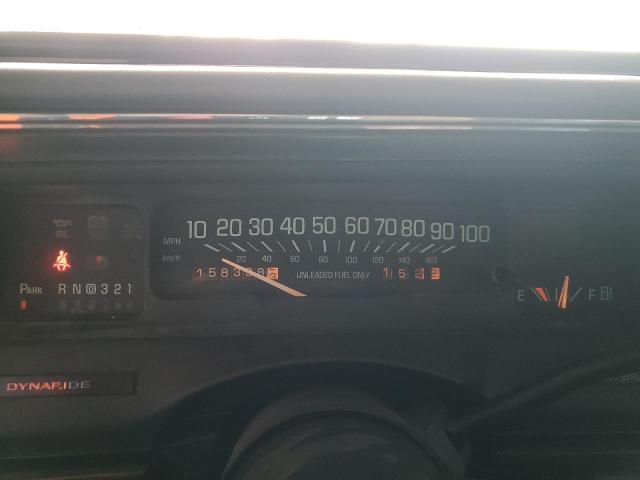 OIL
10 20 30 40 50 60 70 80 90 100
MPH
km/h 20 40 60 80 100 120 140 160
UNLEADED FUEL ONLY
PARK R N D 3 2 1
E F
DYNARIDE